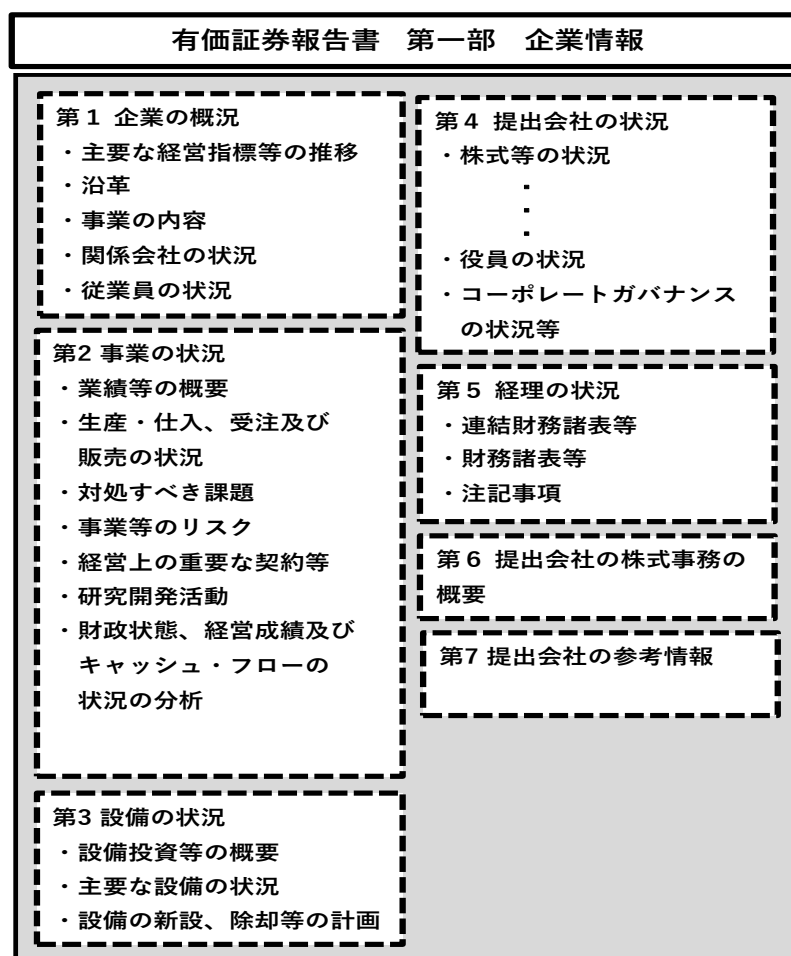 有価証券報告書　第一部　企業情報
第１ 企業の概況
・主要な経営指標等の推移
・沿革
・事業の内容
・関係会社の状況
・従業員の状況
第2 事業の状況
・業績等の概要
・生産・仕入、受注及び
販売の状況
・対処すべき課題
・事業等のリスク
・経営上の重要な契約等
・研究開発活動
・財政状態、経営成績及び
キャッシュ・フローの
状況の分析
第3 設備の状況
・設備投資等の概要
・主要な設備の状況
・設備の新設、除却等の計画
第４ 提出会社の状況
・株式等の状況
・
・
・
・役員の状況
・コーポレートガバナンス
の状況等
第５ 経理の状況
・連結財務諸表等
・財務諸表等
・注記事項
第６ 提出会社の株式事務の
概要
第7 提出会社の参考情報